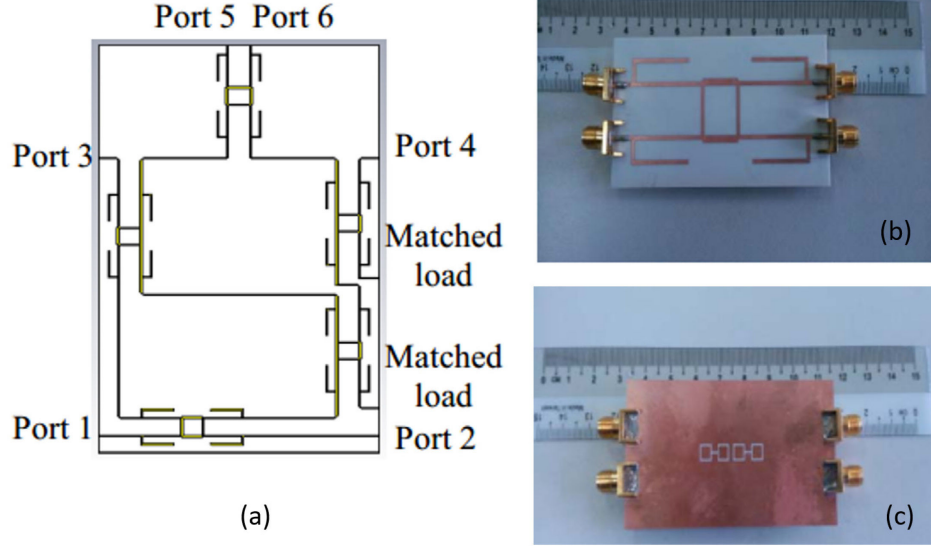 Port 5 Port 6
Port 3
Port 4
Matched
load
Matched
load
Port 1
Port 2
(a)
(b)
(c)